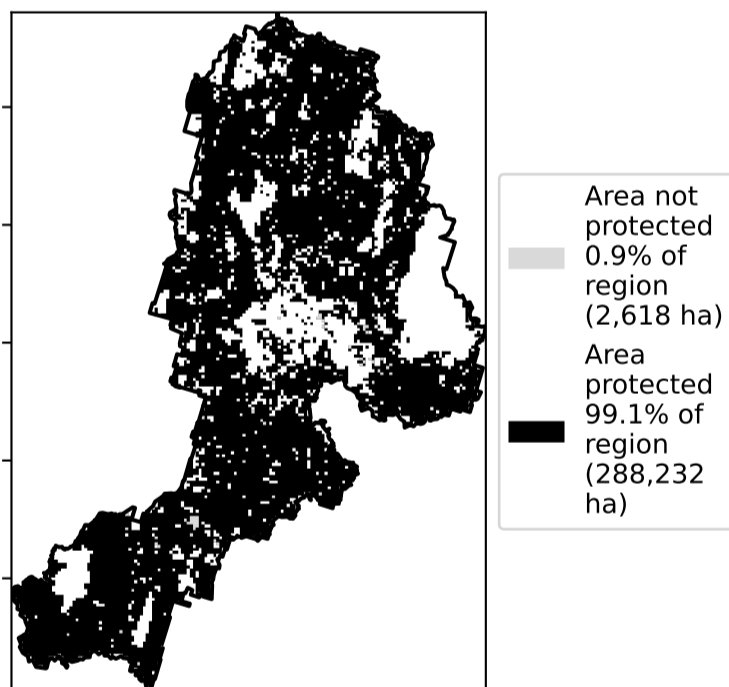 Area not
protected
0.9% of
region
(2,618 ha)
Area
protected
99.1% of
region
(288,232
ha)